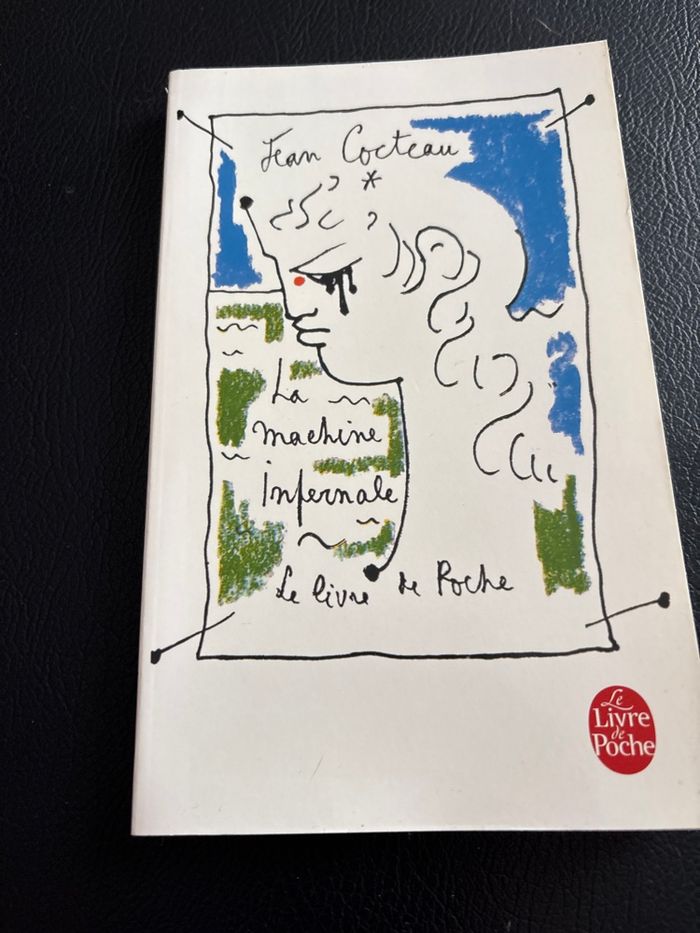 Jean Cocteau
*
La
machine
infernale
Le livre de Poche
Le
Livre
de
Poche